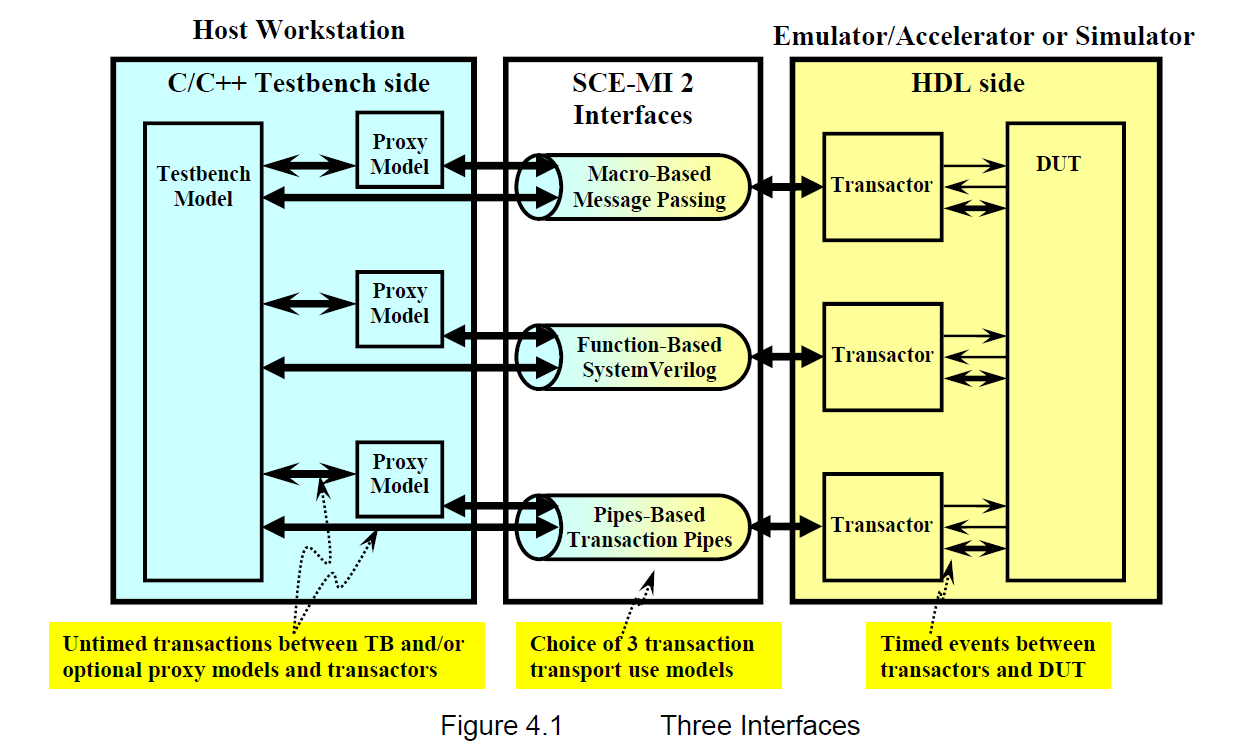 Host Workstation
Emulator/Accelerator or Simulator
C/C++ Testbench side
SCE-MI 2
Interfaces
HDL side
Testbench
Model
Proxy
Model
Macro-Based
Message Passing
Transactor
DUT
Proxy
Model
Function-Based
SystemVerilog
Transactor
Proxy
Model
Pipes-Based
Transaction Pipes
Transactor
Untimed transactions between TB and/or
optional proxy models and transactors
Choice of 3 transaction
transport use models
Timed events between
transactors and DUT
Figure 4.1 Three Interfaces